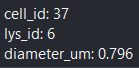 cell_id: 37
lys_id: 6
diameter_um: 0.796